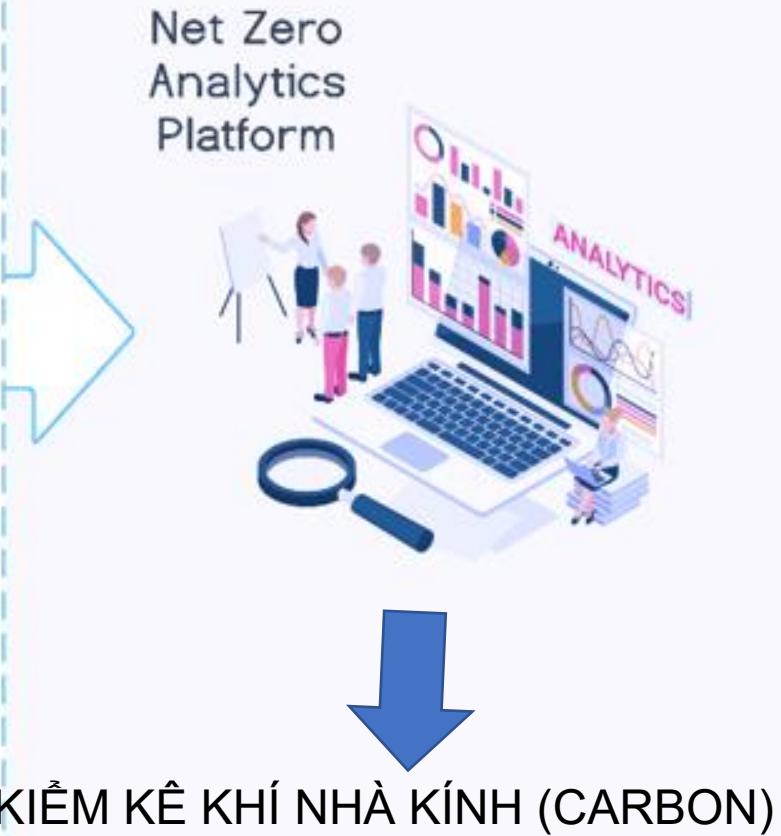 Net Zero
Analytics
Platform
ANALYTICS
KIỂM KÊ KHÍ NHÀ KÍNH (CARBON)